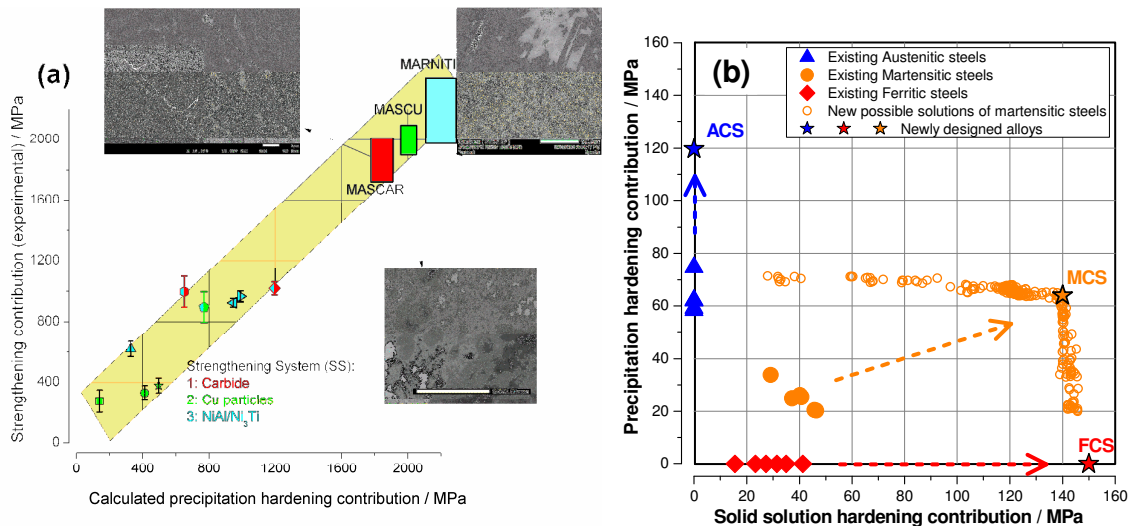 (a)
MARNITI
MASCU
MASCAR
Strengthening contribution (experimental) / MPa
2000
1600
1200
800
400
0
Strengthening System (SS):
1: Carbide
2: Cu particles
3: NiAl/Ni3Ti
0 400 800 1200 1600 2000
Calculated precipitation hardening contribution / MPa
(b)
Existing Austenitic steels
Existing Martensitic steels
Existing Ferritic steels
New possible solutions of martensitic steels
Newly designed alloys
ACS
MCS
FCS
Precipitation hardening contribution / MPa
160
140
120
100
80
60
40
20
0
0 20 40 60 80 100 120 140 160
Solid solution hardening contribution / MPa